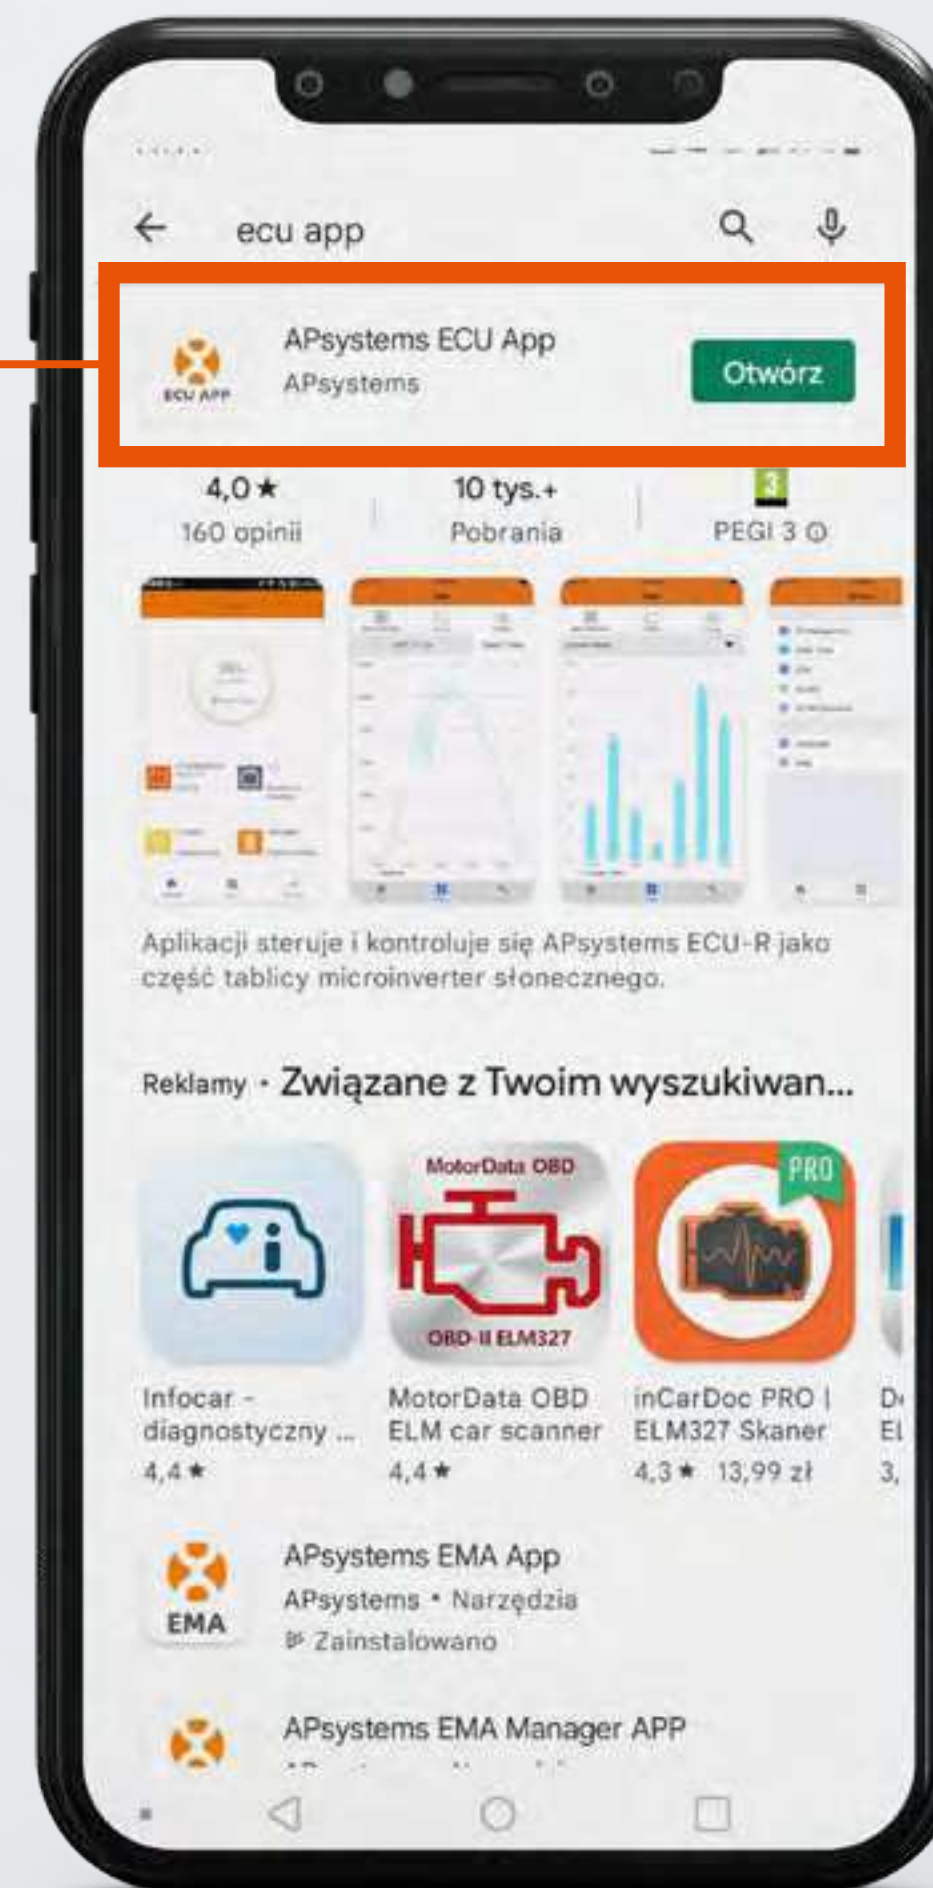 ecu app
APsystems ECU App
APsystems
Otwórz
ECU APP
4,0 ★
160 opinii
10 tys.+
Pobrania
3
PEGI 3
Aplikacji steruje i kontroluje się APsystems ECU-R jako
część tablicy microinverter słonecznego.
Reklamy · Związane z Twoim wyszukiwan...
MotorData OBD
OBD-II ELM327
PRO
Infocar -
diagnostyczny ...
4,4 ★
MotorData OBD
ELM car scanner
4,4 ★
inCarDoc PRO |
ELM327 Skaner
4,3 ★ 13,99 zł
3,
EMA
APsystems EMA App
APsystems • Narzędzia
Zainstalowano
APsystems EMA Manager APP